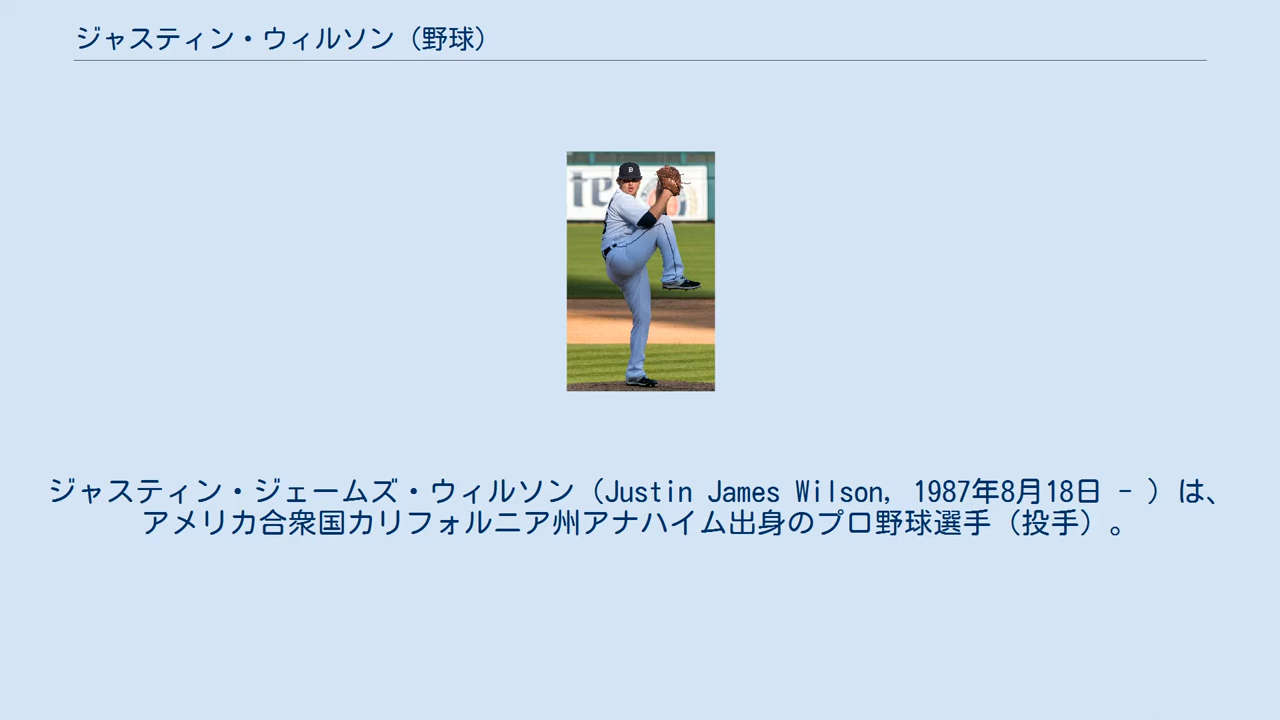 ジャスティン・ウィルソン（野球）
te
ジャスティン・ジェームズ・ウィルソン（Justin James Wilson, 1987年8月18日 - ）は、
アメリカ合衆国カリフォルニア州アナハイム出身のプロ野球選手（投手）。